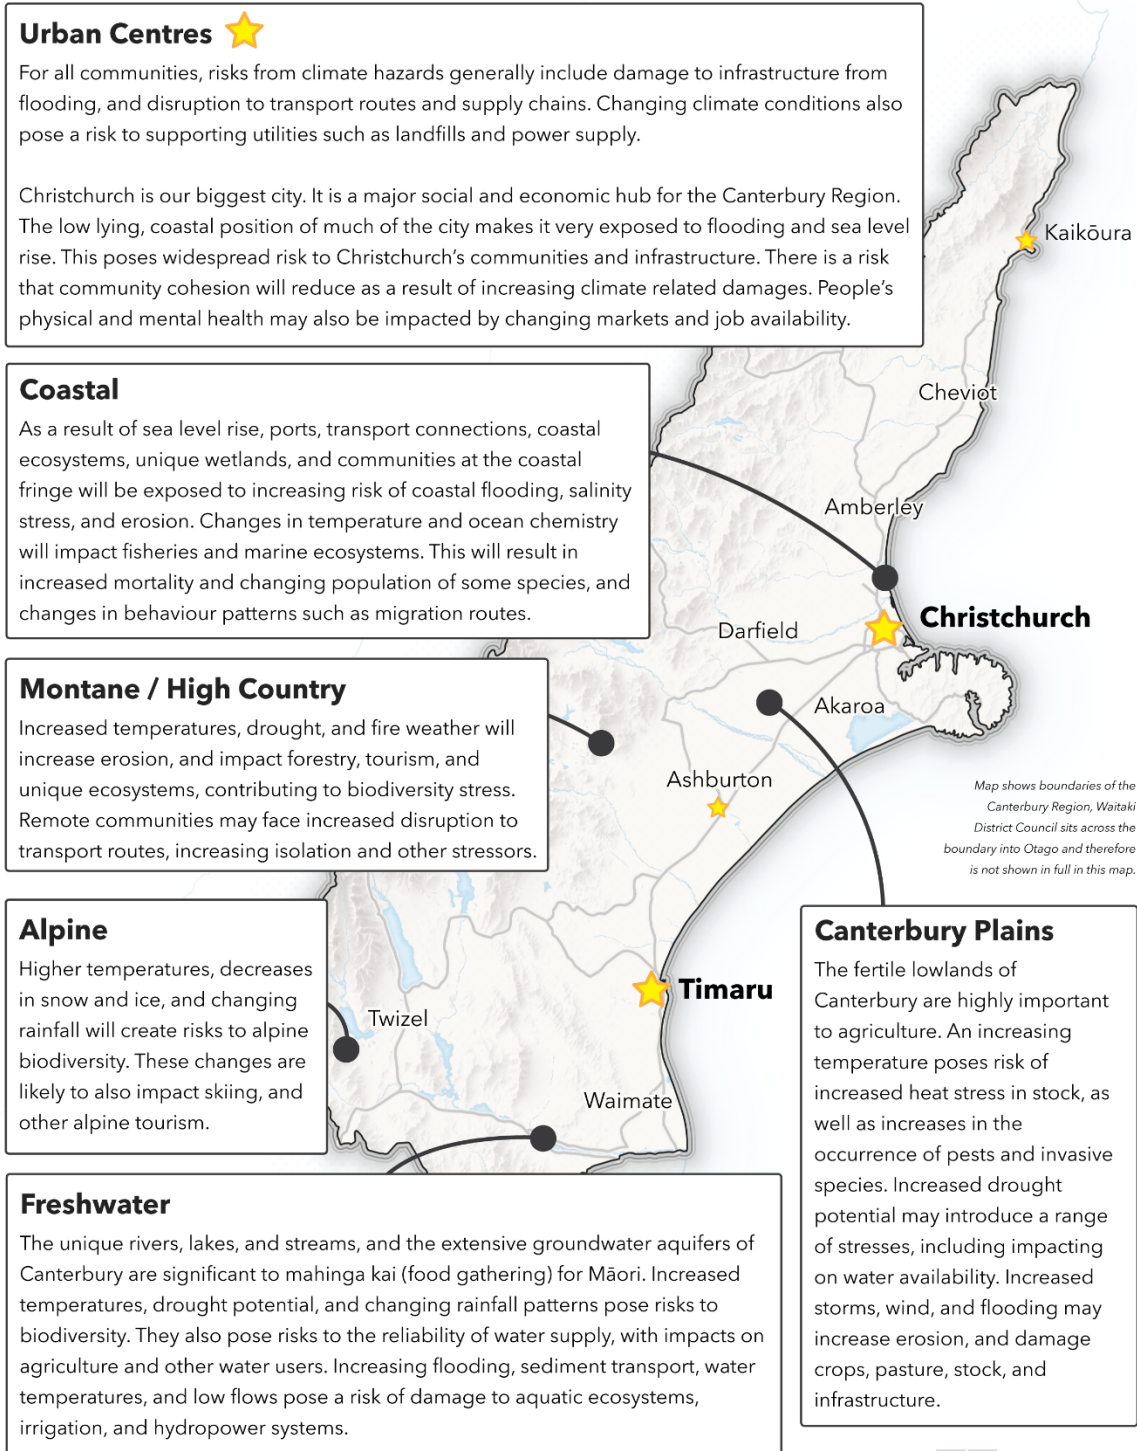 Urban Centres
For all communities, risks from climate hazards generally include damage to infrastructure from
flooding, and disruption to transport routes and supply chains. Changing climate conditions also
pose a risk to supporting utilities such as landfills and power supply.
Christchurch is our biggest city. It is a major social and economic hub for the Canterbury Region.
The low lying, coastal position of much of the city makes it very exposed to flooding and sea level
rise. This poses widespread risk to Christchurch's communities and infrastructure. There is a risk
that community cohesion will reduce as a result of increasing climate related damages. People's
physical and mental health may also be impacted by changing markets and job availability.
Kaikōura
Cheviot
Coastal
As a result of sea level rise, ports, transport connections, coastal
ecosystems, unique wetlands, and communities at the coastal
fringe will be exposed to increasing risk of coastal flooding, salinity
stress, and erosion. Changes in temperature and ocean chemistry
will impact fisheries and marine ecosystems. This will result in
increased mortality and changing population of some species, and
changes in behaviour patterns such as migration routes.
Amberley
Christchurch
Darfield
Akaroa
Ashburton
Montane / High Country
Increased temperatures, drought, and fire weather will
increase erosion, and impact forestry, tourism, and
unique ecosystems, contributing to biodiversity stress.
Remote communities may face increased disruption to
transport routes, increasing isolation and other stressors.
Map shows boundaries of the
Canterbury Region, Waitaki
District Council sits across the
boundary into Otago and therefore
is not shown in full in this map.
Alpine
Higher temperatures, decreases
in snow and ice, and changing
rainfall will create risks to alpine
biodiversity. These changes are
likely to also impact skiing, and
other alpine tourism.
Timaru
Twizel
Waimate
Canterbury Plains
The fertile lowlands of
Canterbury are highly important
to agriculture. An increasing
temperature poses risk of
increased heat stress in stock, as
well as increases in the
occurrence of pests and invasive
species. Increased drought
potential may introduce a range
of stresses, including impacting
on water availability. Increased
storms, wind, and flooding may
increase erosion, and damage
crops, pasture, stock, and
infrastructure.
Freshwater
The unique rivers, lakes, and streams, and the extensive groundwater aquifers of
Canterbury are significant to mahinga kai (food gathering) for Māori. Increased
temperatures, drought potential, and changing rainfall patterns pose risks to
biodiversity. They also pose risks to the reliability of water supply, with impacts on
agriculture and other water users. Increasing flooding, sediment transport, water
temperatures, and low flows pose a risk of damage to aquatic ecosystems,
irrigation, and hydropower systems.